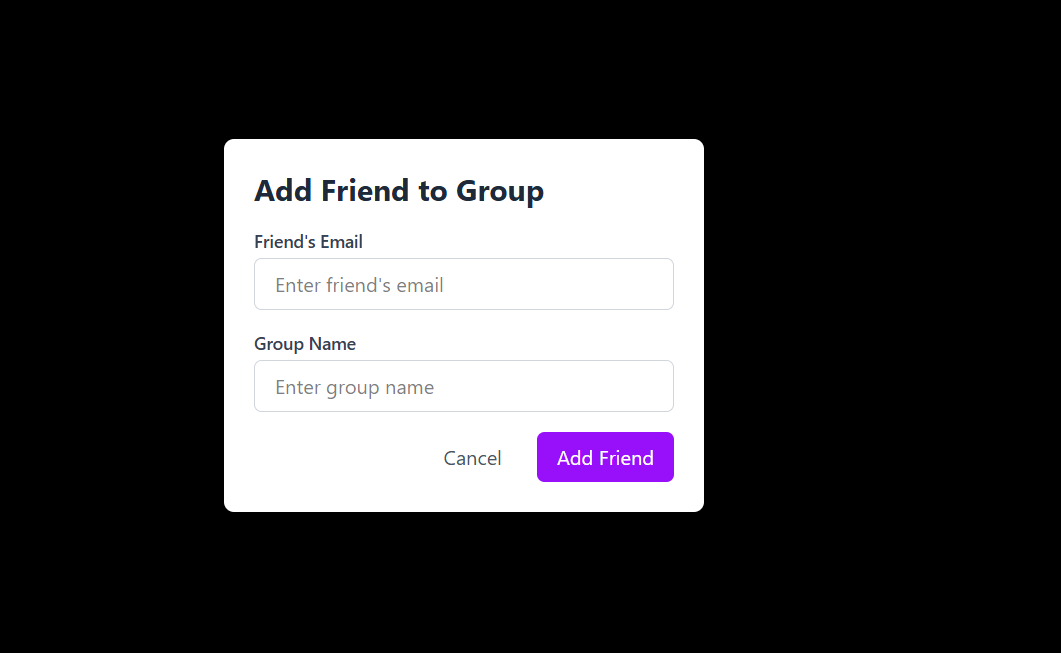 Add Friend to Group
Friend's Email
Enter friend's email
Group Name
Enter group name
Cancel Add Friend